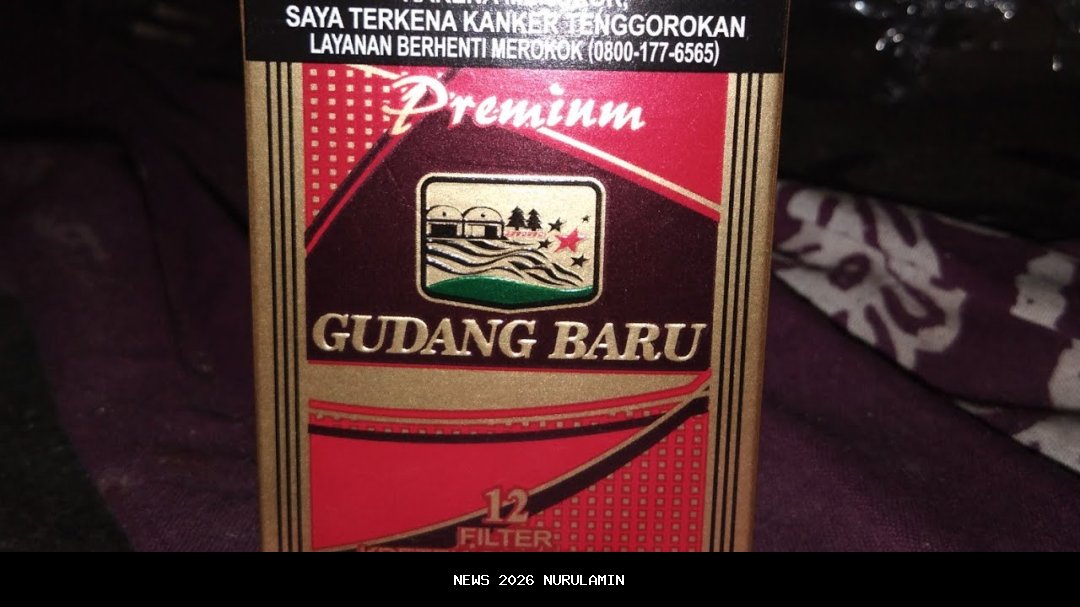 SAYA TERKENA KANKER TENGGOROKAN
LAYANAN BERHENTI MEROKOK (0800-177-6565)
Premium
GUDANG BARU
12
FILTER
NEWS 2026 NURULAMIN